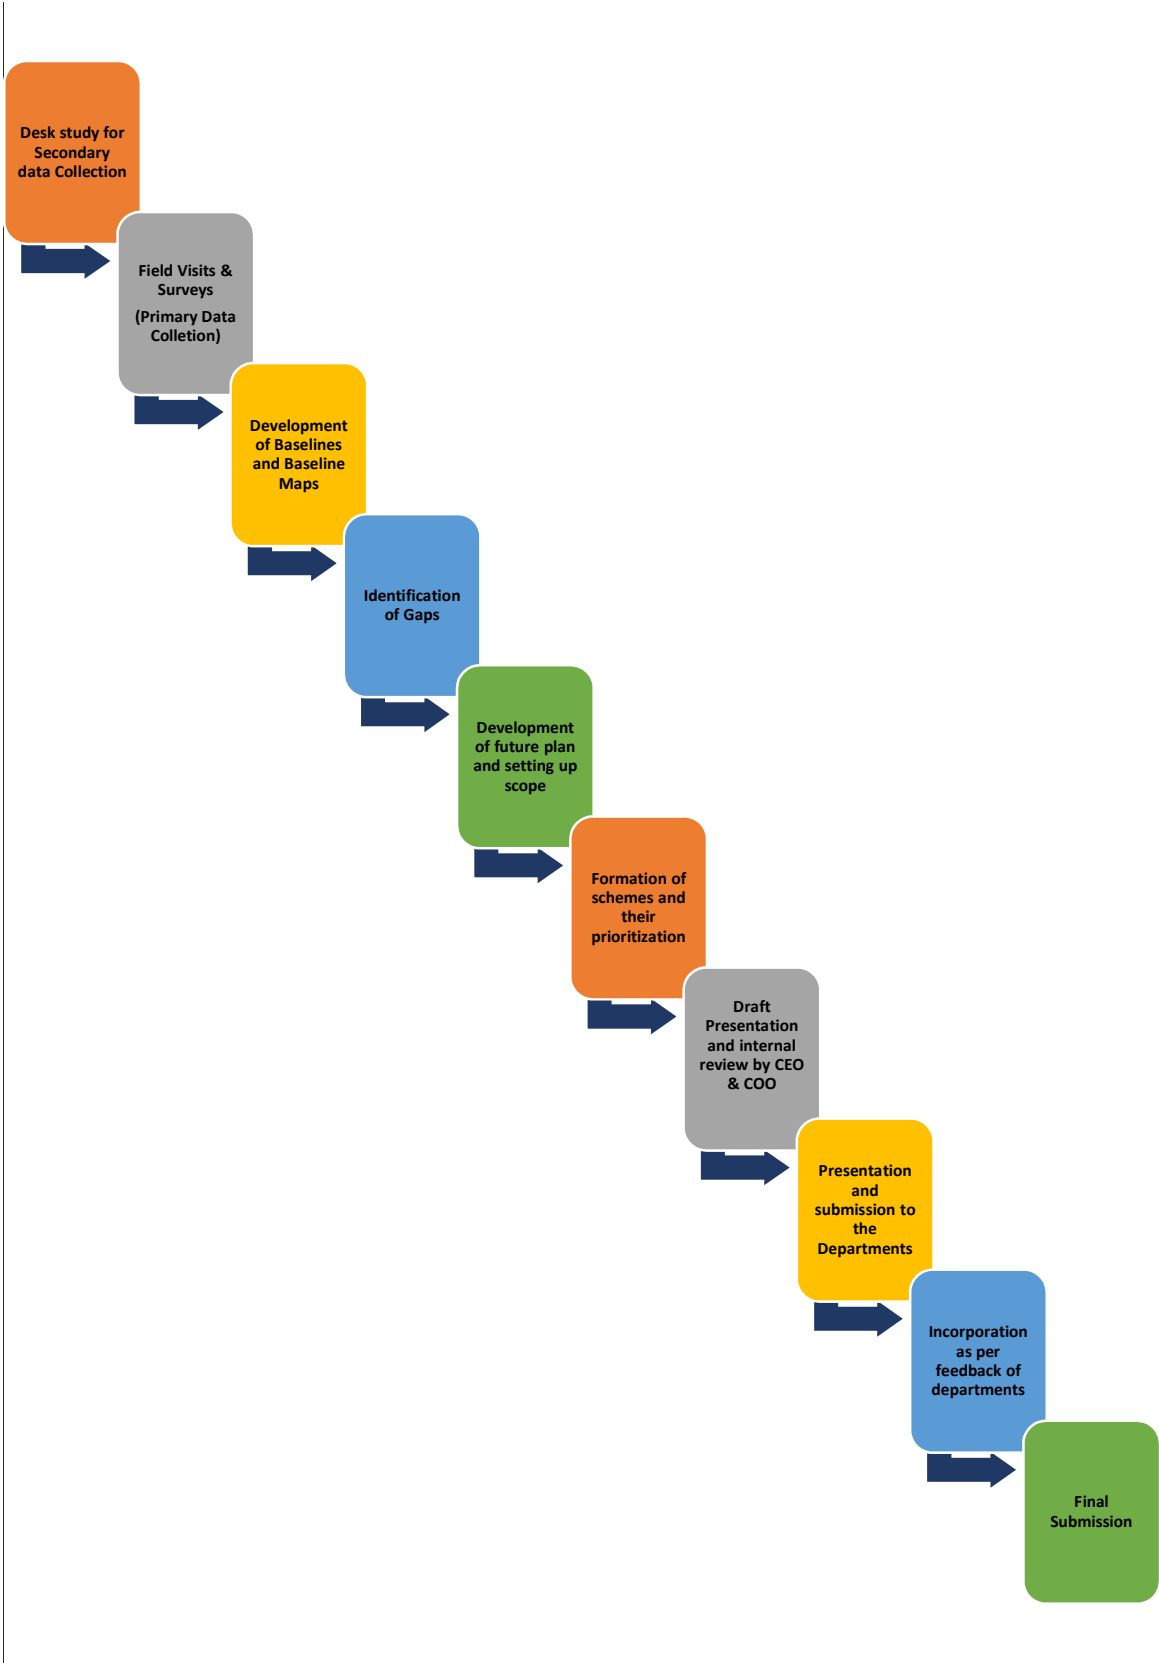 Desk study for
Secondary
data Collection
Field Visits &
Surveys
(Primary Data
Colletion)
Development
of Baselines
and Baseline
Maps
Identification
of Gaps
Development
of future plan
and setting up
scope
Formation of
schemes and
their
prioritization
Draft
Presentation
and internal
review by CEO
& COO
Presentation
and
submission to
the
Departments
Incorporation
as per
feedback of
departments
Final
Submission